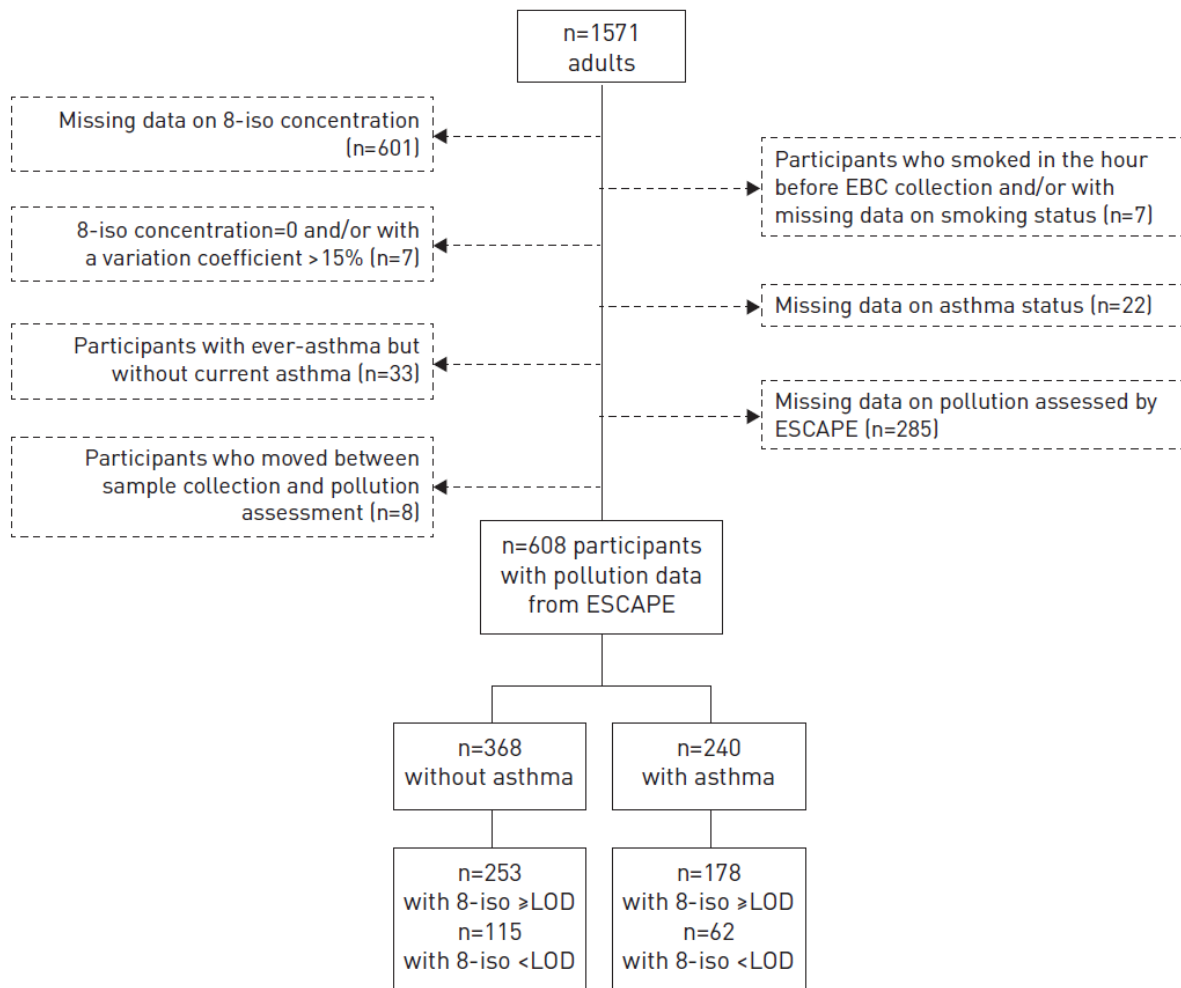 n=1571
adults
Missing data on 8-iso concentration
(n=601)
Participants who smoked in the hour
before EBC collection and/or with
missing data on smoking status (n=7)
8-iso concentration=0 and/or with
a variation coefficient >15% (n=7)
Missing data on asthma status (n=22)
Participants with ever-asthma but
without current asthma (n=33)
Missing data on pollution assessed by
ESCAPE (n=285)
Participants who moved between
sample collection and pollution
assessment (n=8)
n=608 participants
with pollution data
from ESCAPE
n=368
without asthma
n=240
with asthma
n=253
with 8-iso ⩾LOD
n=115
with 8-iso <LOD
n=178
with 8-iso ⩾LOD
n=62
with 8-iso <LOD